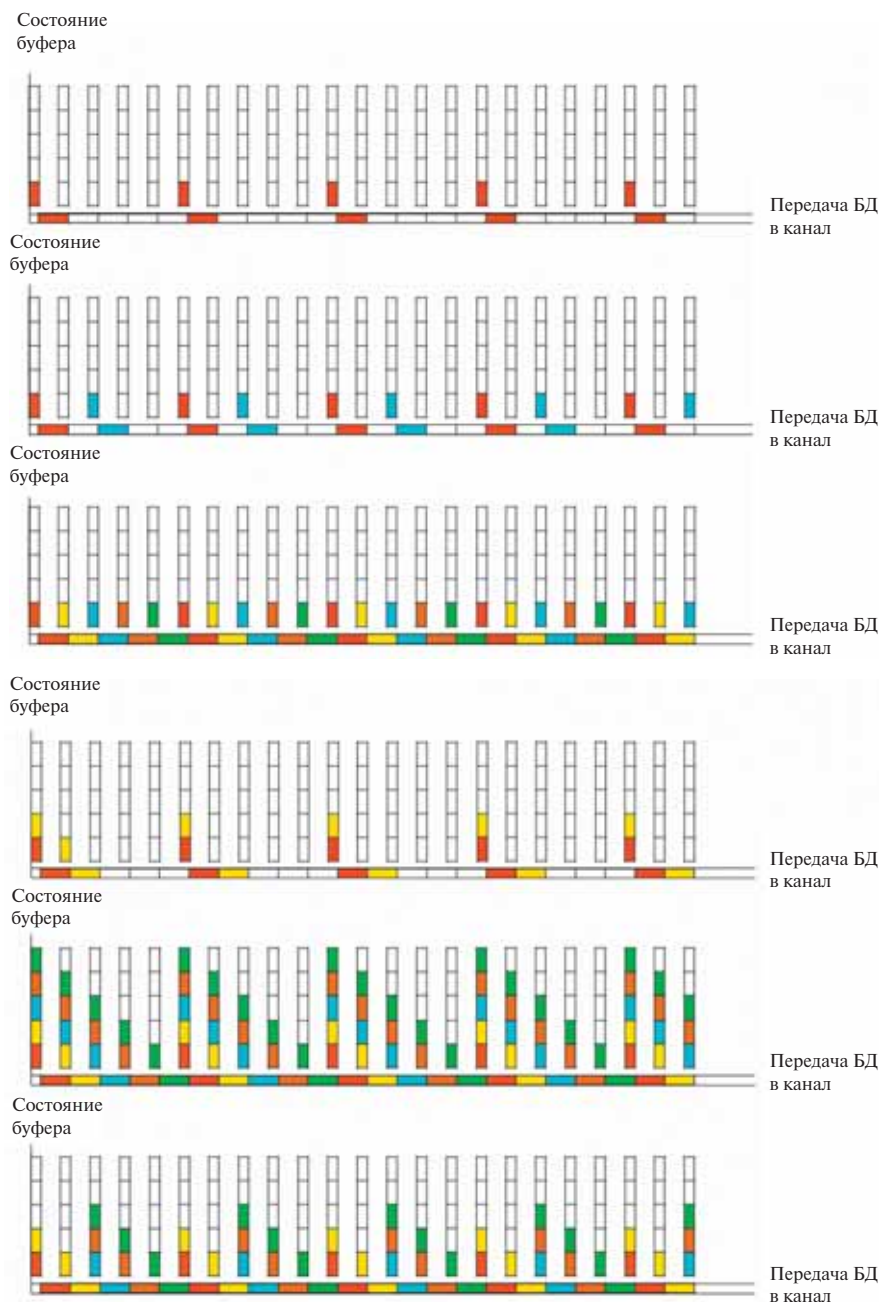 Состояние
буфера
Передача БД
в канал
Состояние
буфера
Передача БД
в канал
Состояние
буфера
Передача БД
в канал
Состояние
буфера
Передача БД
в канал
Состояние
буфера
Передача БД
в канал
Состояние
буфера
Передача БД
в канал